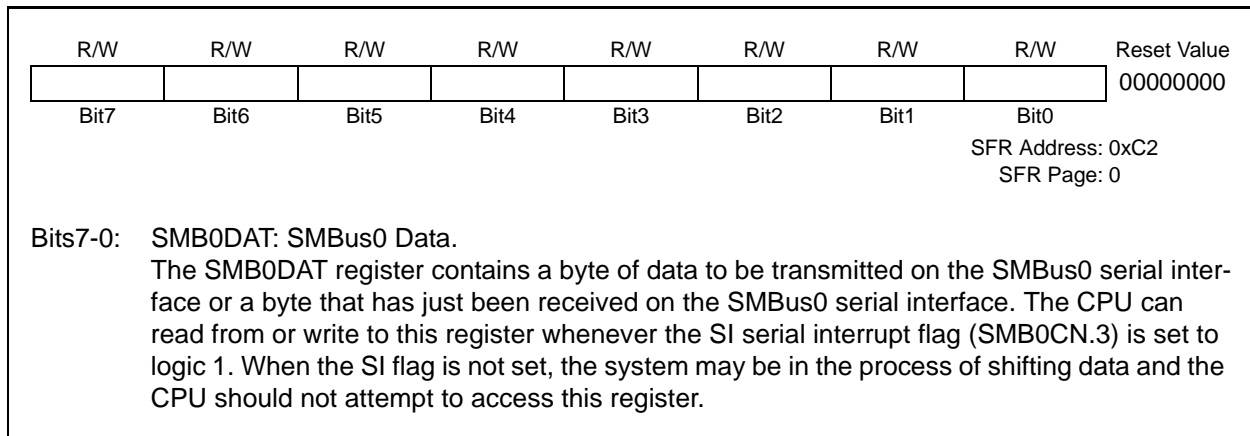 R/W R/W R/W R/W R/W R/W R/W R/W Reset Value
00000000
Bit7 Bit6 Bit5 Bit4 Bit3 Bit2 Bit1 Bit0
SFR Address: 0xC2
SFR Page: 0
Bits7-0: SMB0DAT: SMBus0 Data.
The SMB0DAT register contains a byte of data to be transmitted on the SMBus0 serial inter-
face or a byte that has just been received on the SMBus0 serial interface. The CPU can
read from or write to this register whenever the SI serial interrupt flag (SMB0CN.3) is set to
logic 1. When the SI flag is not set, the system may be in the process of shifting data and the
CPU should not attempt to access this register.